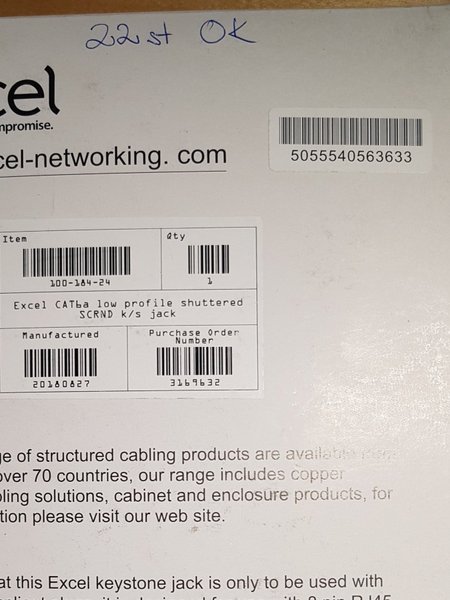 22st OK
cel
mpromise.
cel-networking. com
5055540563633
Item
Qty
100-184-24
1
Excel CAT6a low profile shuttered
SCRND k/s jack
Manufactured
Purchase Order
Number
20180827
3169632
ge of structured cabling products are available
over 70 countries, our range includes copper
bling solutions, cabinet and enclosure products, for
tion please visit our web site.
at this Excel keystone jack is only to be used with